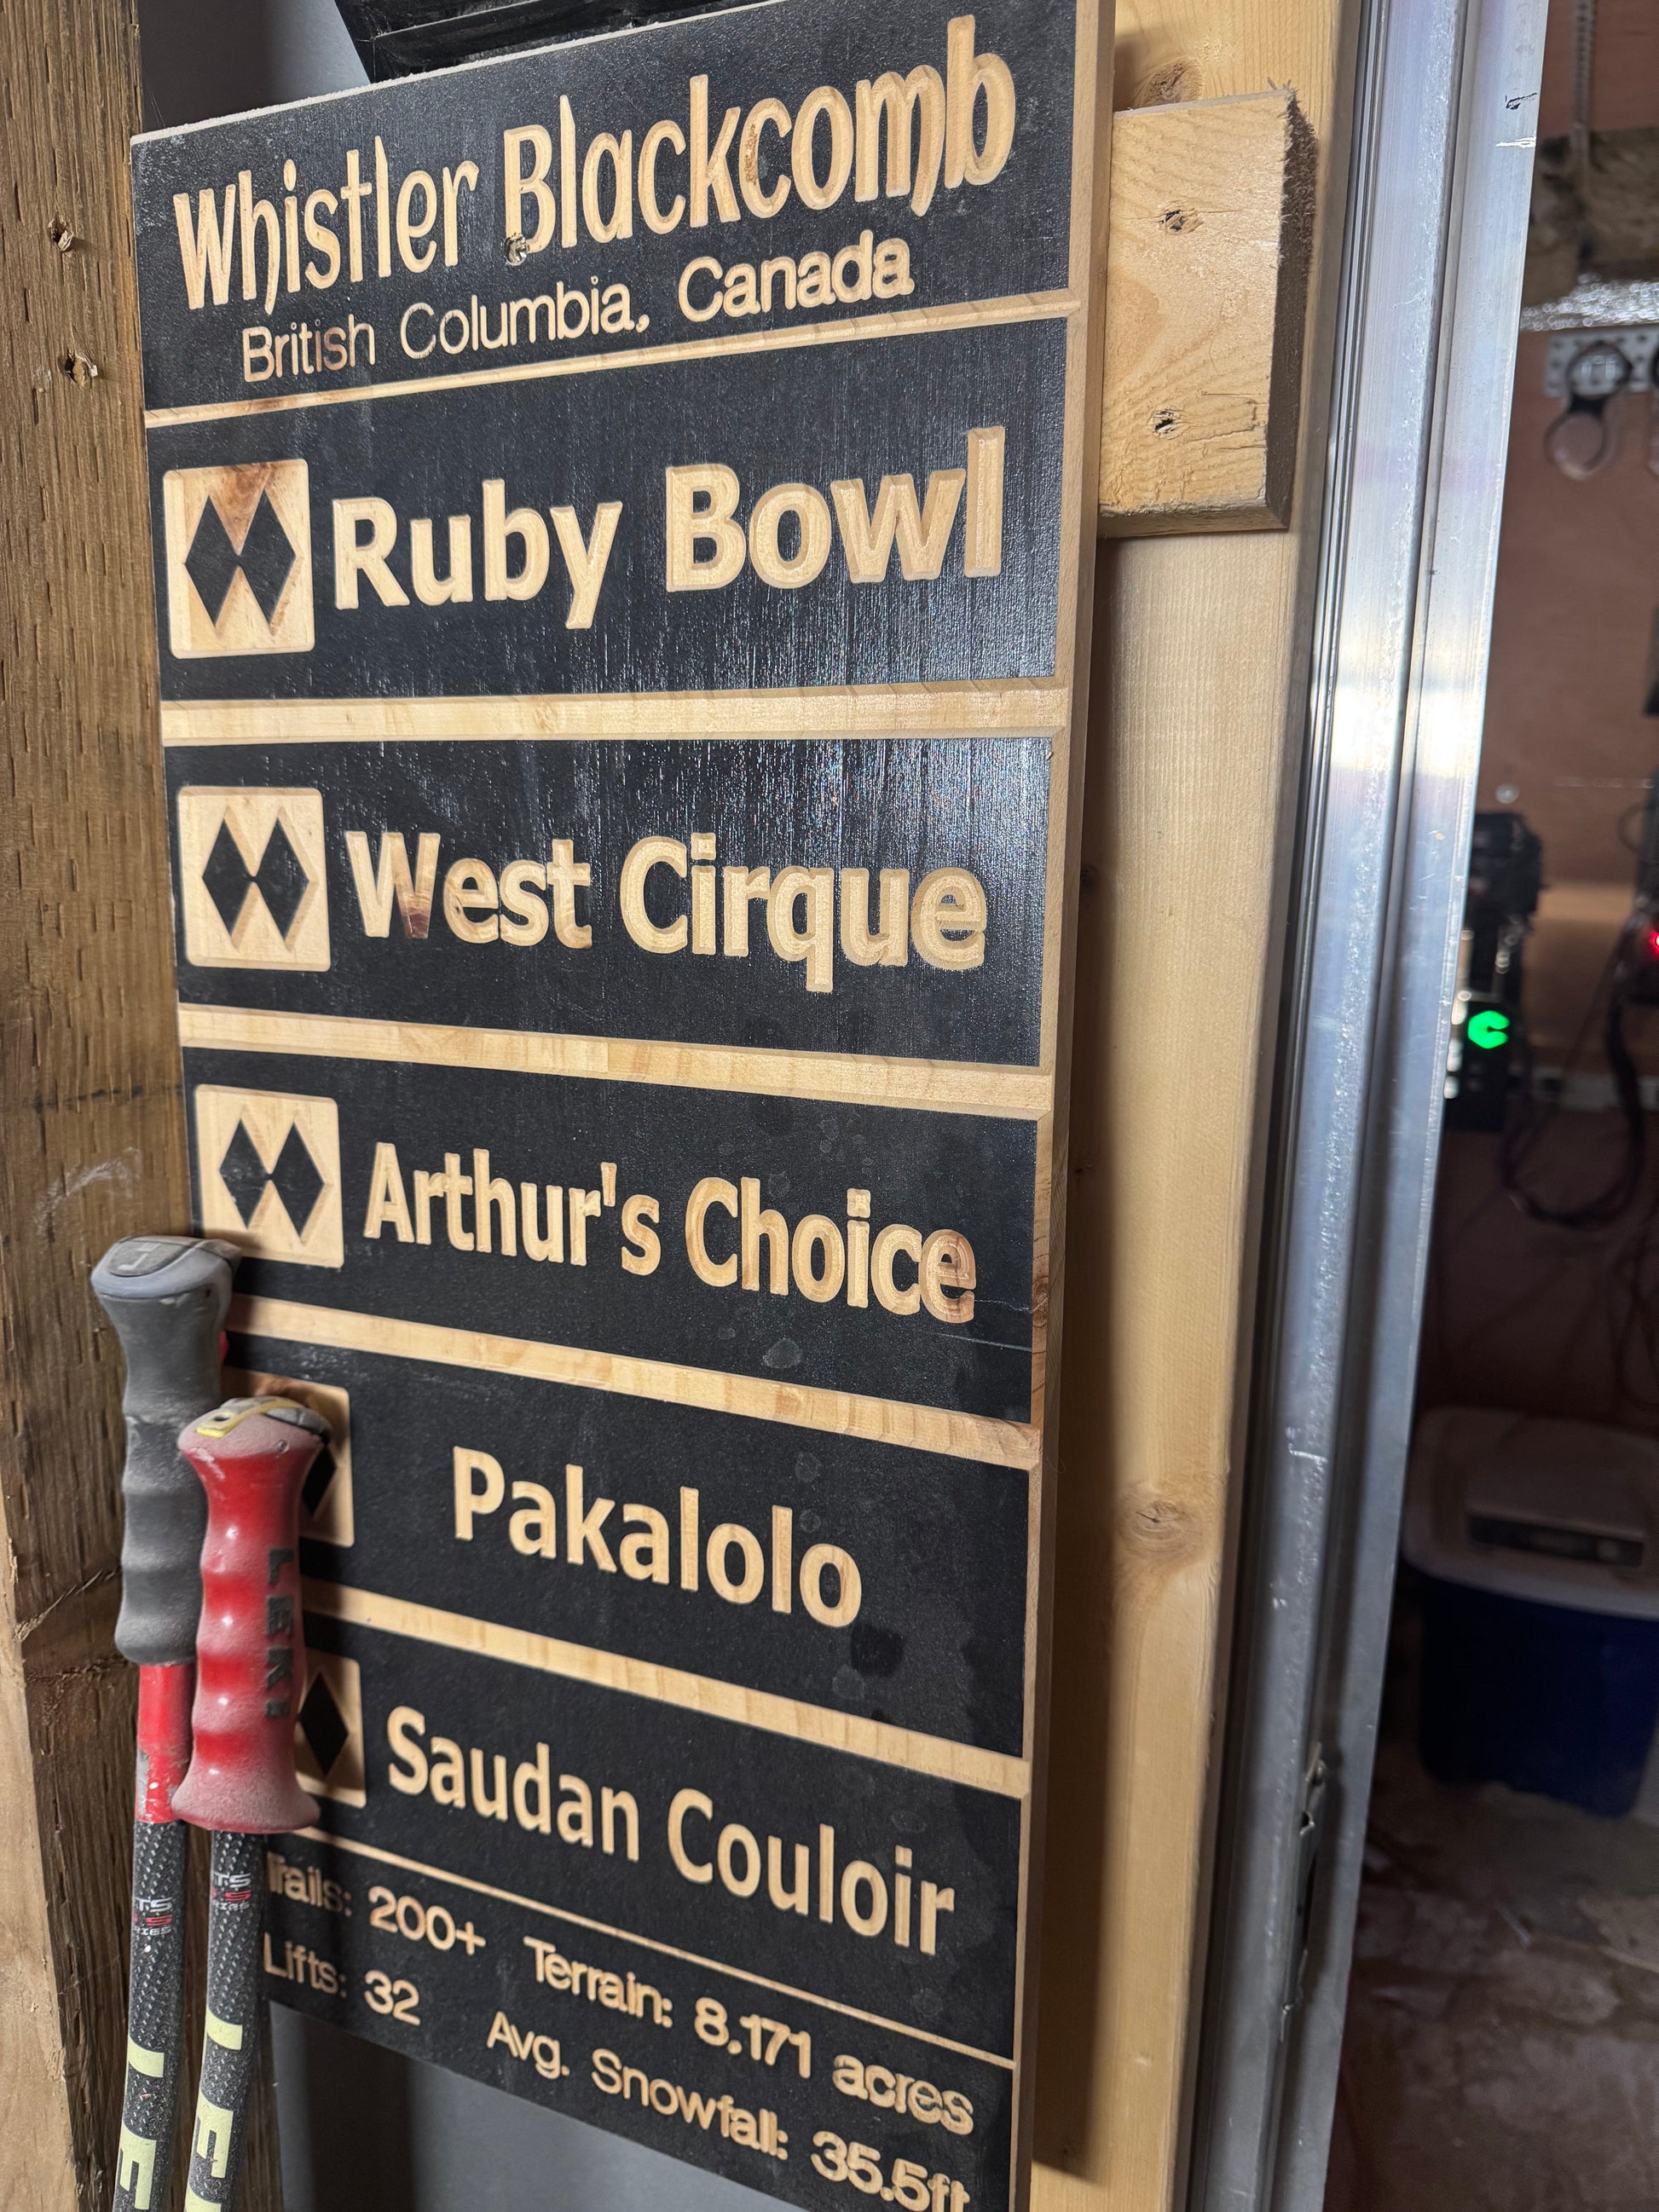 Whistler Blackcomb
British Columbia, Canada
Ruby Bowl
West Cirque
Arthur's Choice
Pakalolo
Saudan Couloir
Trails: 200+ Terrain: 8,171 acres
Lifts: 32 Avg. Snowfall: 35.5ft
LEKI